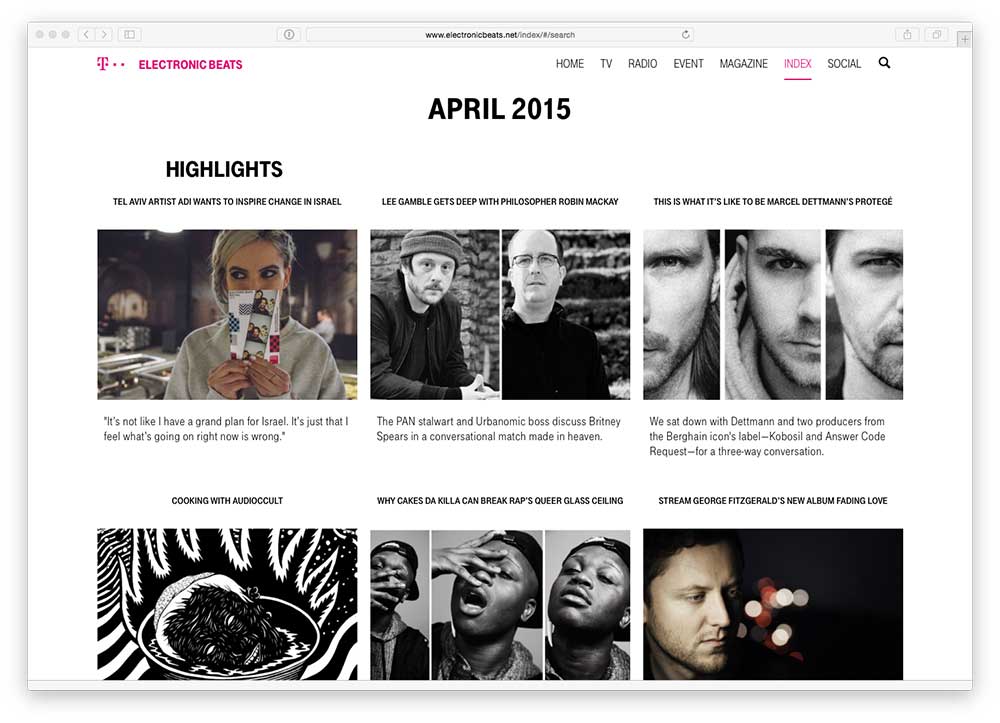 www.electronicbeats.net/index/#/search
T
ELECTRONIC BEATS
HOME TV RADIO EVENT MAGAZINE INDEX SOCIAL
APRIL 2015
HIGHLIGHTS
TEL AVIV ARTIST ADI WANTS TO INSPIRE CHANGE IN ISRAEL
"It's not like I have a grand plan for Israel. It's just that I
feel what's going on right now is wrong."
LEE GAMBLE GETS DEEP WITH PHILOSOPHER ROBIN MACKAY
The PAN stalwart and Urbanomic boss discuss Britney
Spears in a conversational match made in heaven.
THIS IS WHAT IT'S LIKE TO BE MARCEL DETTMANN'S PROTEGÉ
We sat down with Dettmann and two producers from
the Berghain icon's label—Kobosil and Answer Code
Request—for a three-way conversation.
COOKING WITH AUDIOCCULT
WHY CAKES DA KILLA CAN BREAK RAP'S QUEER GLASS CEILING
STREAM GEORGE FITZGERALD'S NEW ALBUM FADING LOVE